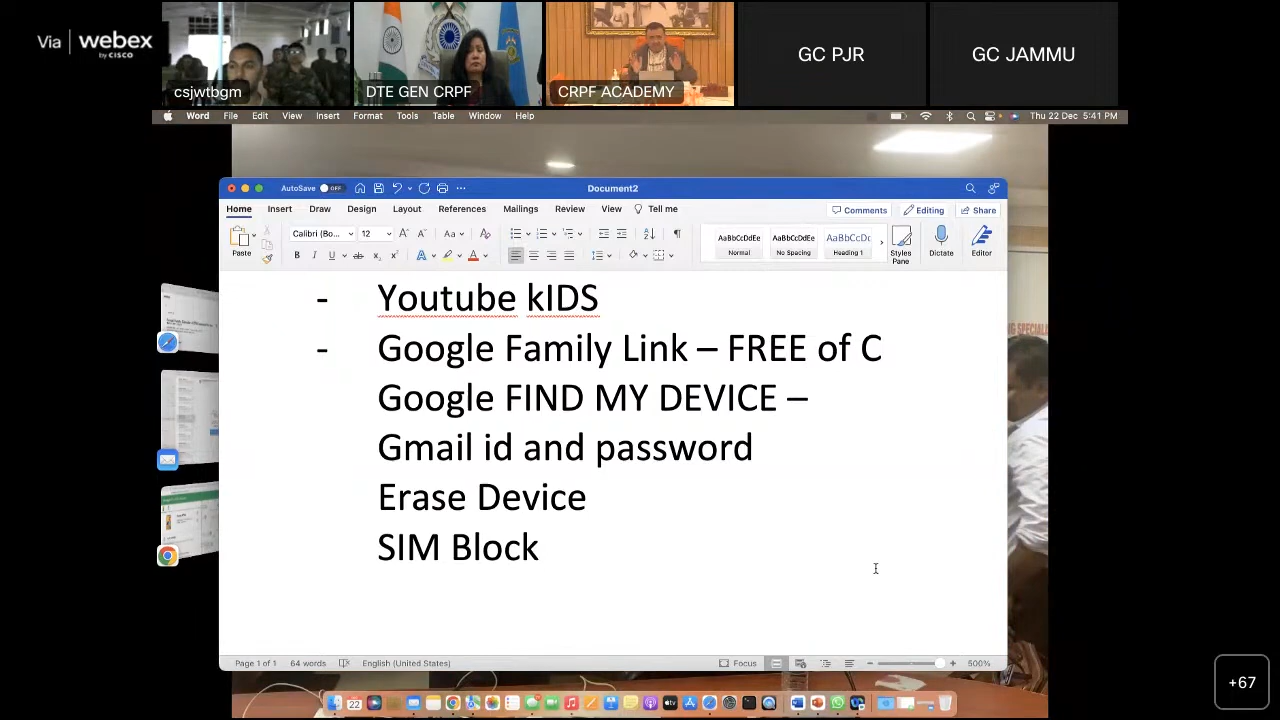 Via webex
by CISCO
csjwtbgm
DTE GEN CRPF
CRPF ACADEMY
GC PJR
GC JAMMU
Word File Edit View Insert Format Tools Table Window Help
Thu 22 Dec 5:41 PM
AutoSave OFF
Document2
Home Insert Draw Design Layout References Mailings Review View Tell me
Comments Editing Share
Paste
Calibri (Bo... 12
AaBbCcDdEe AaBbCcDdEe AaBbCcDc
Normal No Spacing Heading 1
Styles Pane
Dictate
Editor
- Youtube kIDS
- Google Family Link – FREE of C
Google FIND MY DEVICE –
Gmail id and password
Erase Device
SIM Block
NG SPECIALI
Page 1 of 1 64 words English (United States) Focus 500%
22
+67